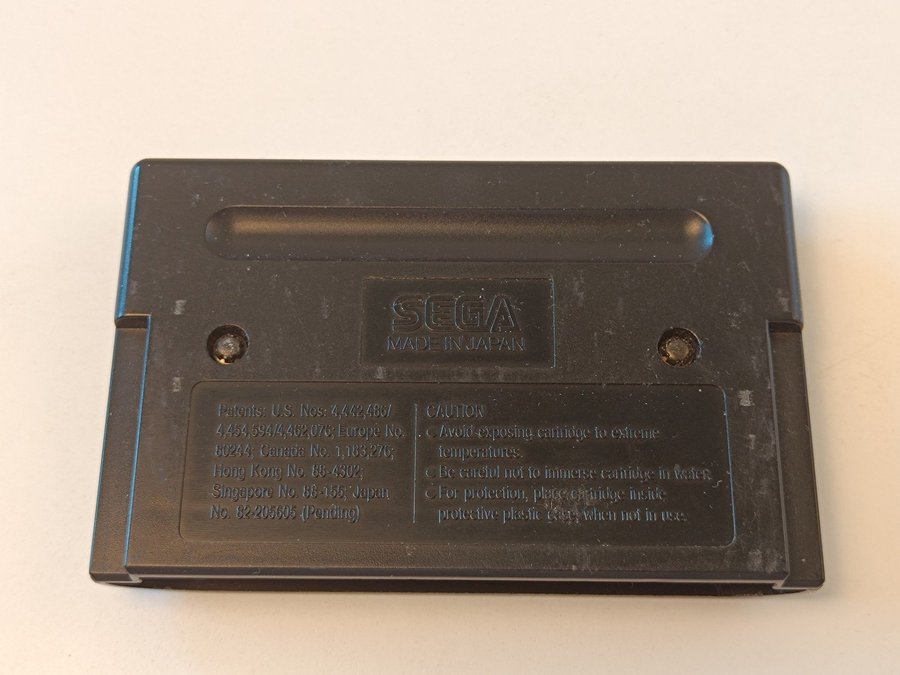 SEGA
MADE IN JAPAN
Patents: U.S. Nos: 4,442,486/
4,454,594/4,462,076; Europe No.
80244; Canada No. 1,183,276;
Hong Kong No. 88-4302;
Singapore No. 88-155; Japan
No. 82-205605 (Pending)
CAUTION
Avoid exposing cartridge to extreme
temperatures.
Be careful not to immerse cartridge in water.
For protection, place cartridge inside
protective plastic case, when not in use.